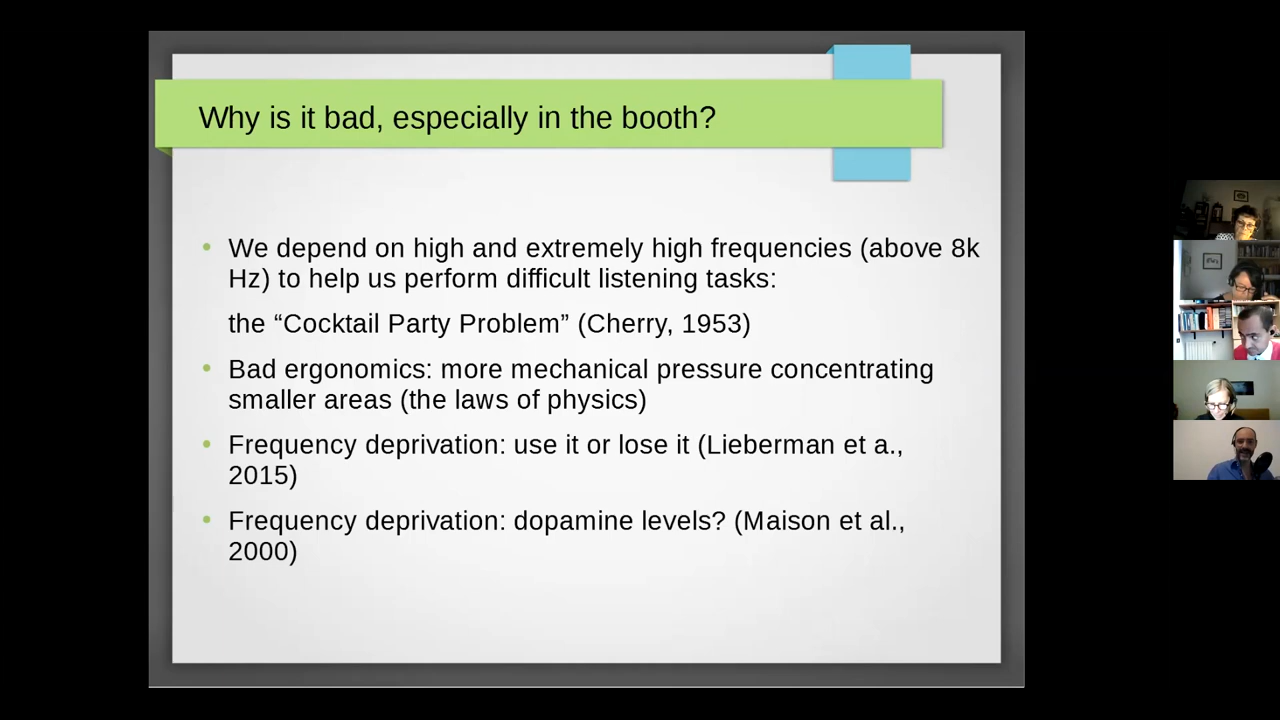 Why is it bad, especially in the booth?
We depend on high and extremely high frequencies (above 8k
Hz) to help us perform difficult listening tasks:
the “Cocktail Party Problem” (Cherry, 1953)
Bad ergonomics: more mechanical pressure concentrating
smaller areas (the laws of physics)
Frequency deprivation: use it or lose it (Lieberman et a.,
2015)
Frequency deprivation: dopamine levels? (Maison et al.,
2000)